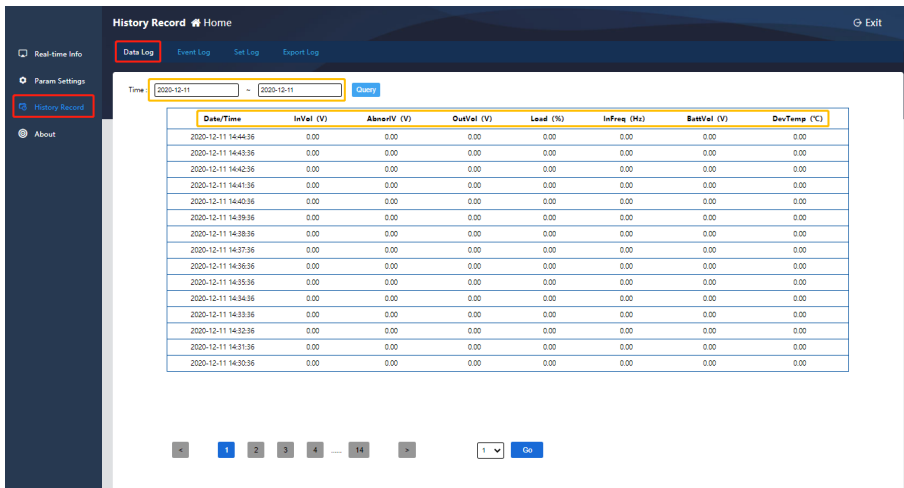 History Record Home
Exit
Real-time Info
Param Settings
History Record
About
Data Log Event Log Set Log Export Log
Time : 2020-12-11 ~ 2020-12-11 Query
Date/Time InVol (V) AbnorIV (V) OutVol (V) Load (%) InFreq (Hz) BattVol (V) DevTemp (℃)
2020-12-11 14:44:36 0.00 0.00 0.00 0.00 0.00 0.00 0.00
2020-12-11 14:43:36 0.00 0.00 0.00 0.00 0.00 0.00 0.00
2020-12-11 14:42:36 0.00 0.00 0.00 0.00 0.00 0.00 0.00
2020-12-11 14:41:36 0.00 0.00 0.00 0.00 0.00 0.00 0.00
2020-12-11 14:40:36 0.00 0.00 0.00 0.00 0.00 0.00 0.00
2020-12-11 14:39:36 0.00 0.00 0.00 0.00 0.00 0.00 0.00
2020-12-11 14:38:36 0.00 0.00 0.00 0.00 0.00 0.00 0.00
2020-12-11 14:37:36 0.00 0.00 0.00 0.00 0.00 0.00 0.00
2020-12-11 14:36:36 0.00 0.00 0.00 0.00 0.00 0.00 0.00
2020-12-11 14:35:36 0.00 0.00 0.00 0.00 0.00 0.00 0.00
2020-12-11 14:34:36 0.00 0.00 0.00 0.00 0.00 0.00 0.00
2020-12-11 14:33:36 0.00 0.00 0.00 0.00 0.00 0.00 0.00
2020-12-11 14:32:36 0.00 0.00 0.00 0.00 0.00 0.00 0.00
2020-12-11 14:31:36 0.00 0.00 0.00 0.00 0.00 0.00 0.00
2020-12-11 14:30:36 0.00 0.00 0.00 0.00 0.00 0.00 0.00
< 1 2 3 4 ..... 14 > 1 Go